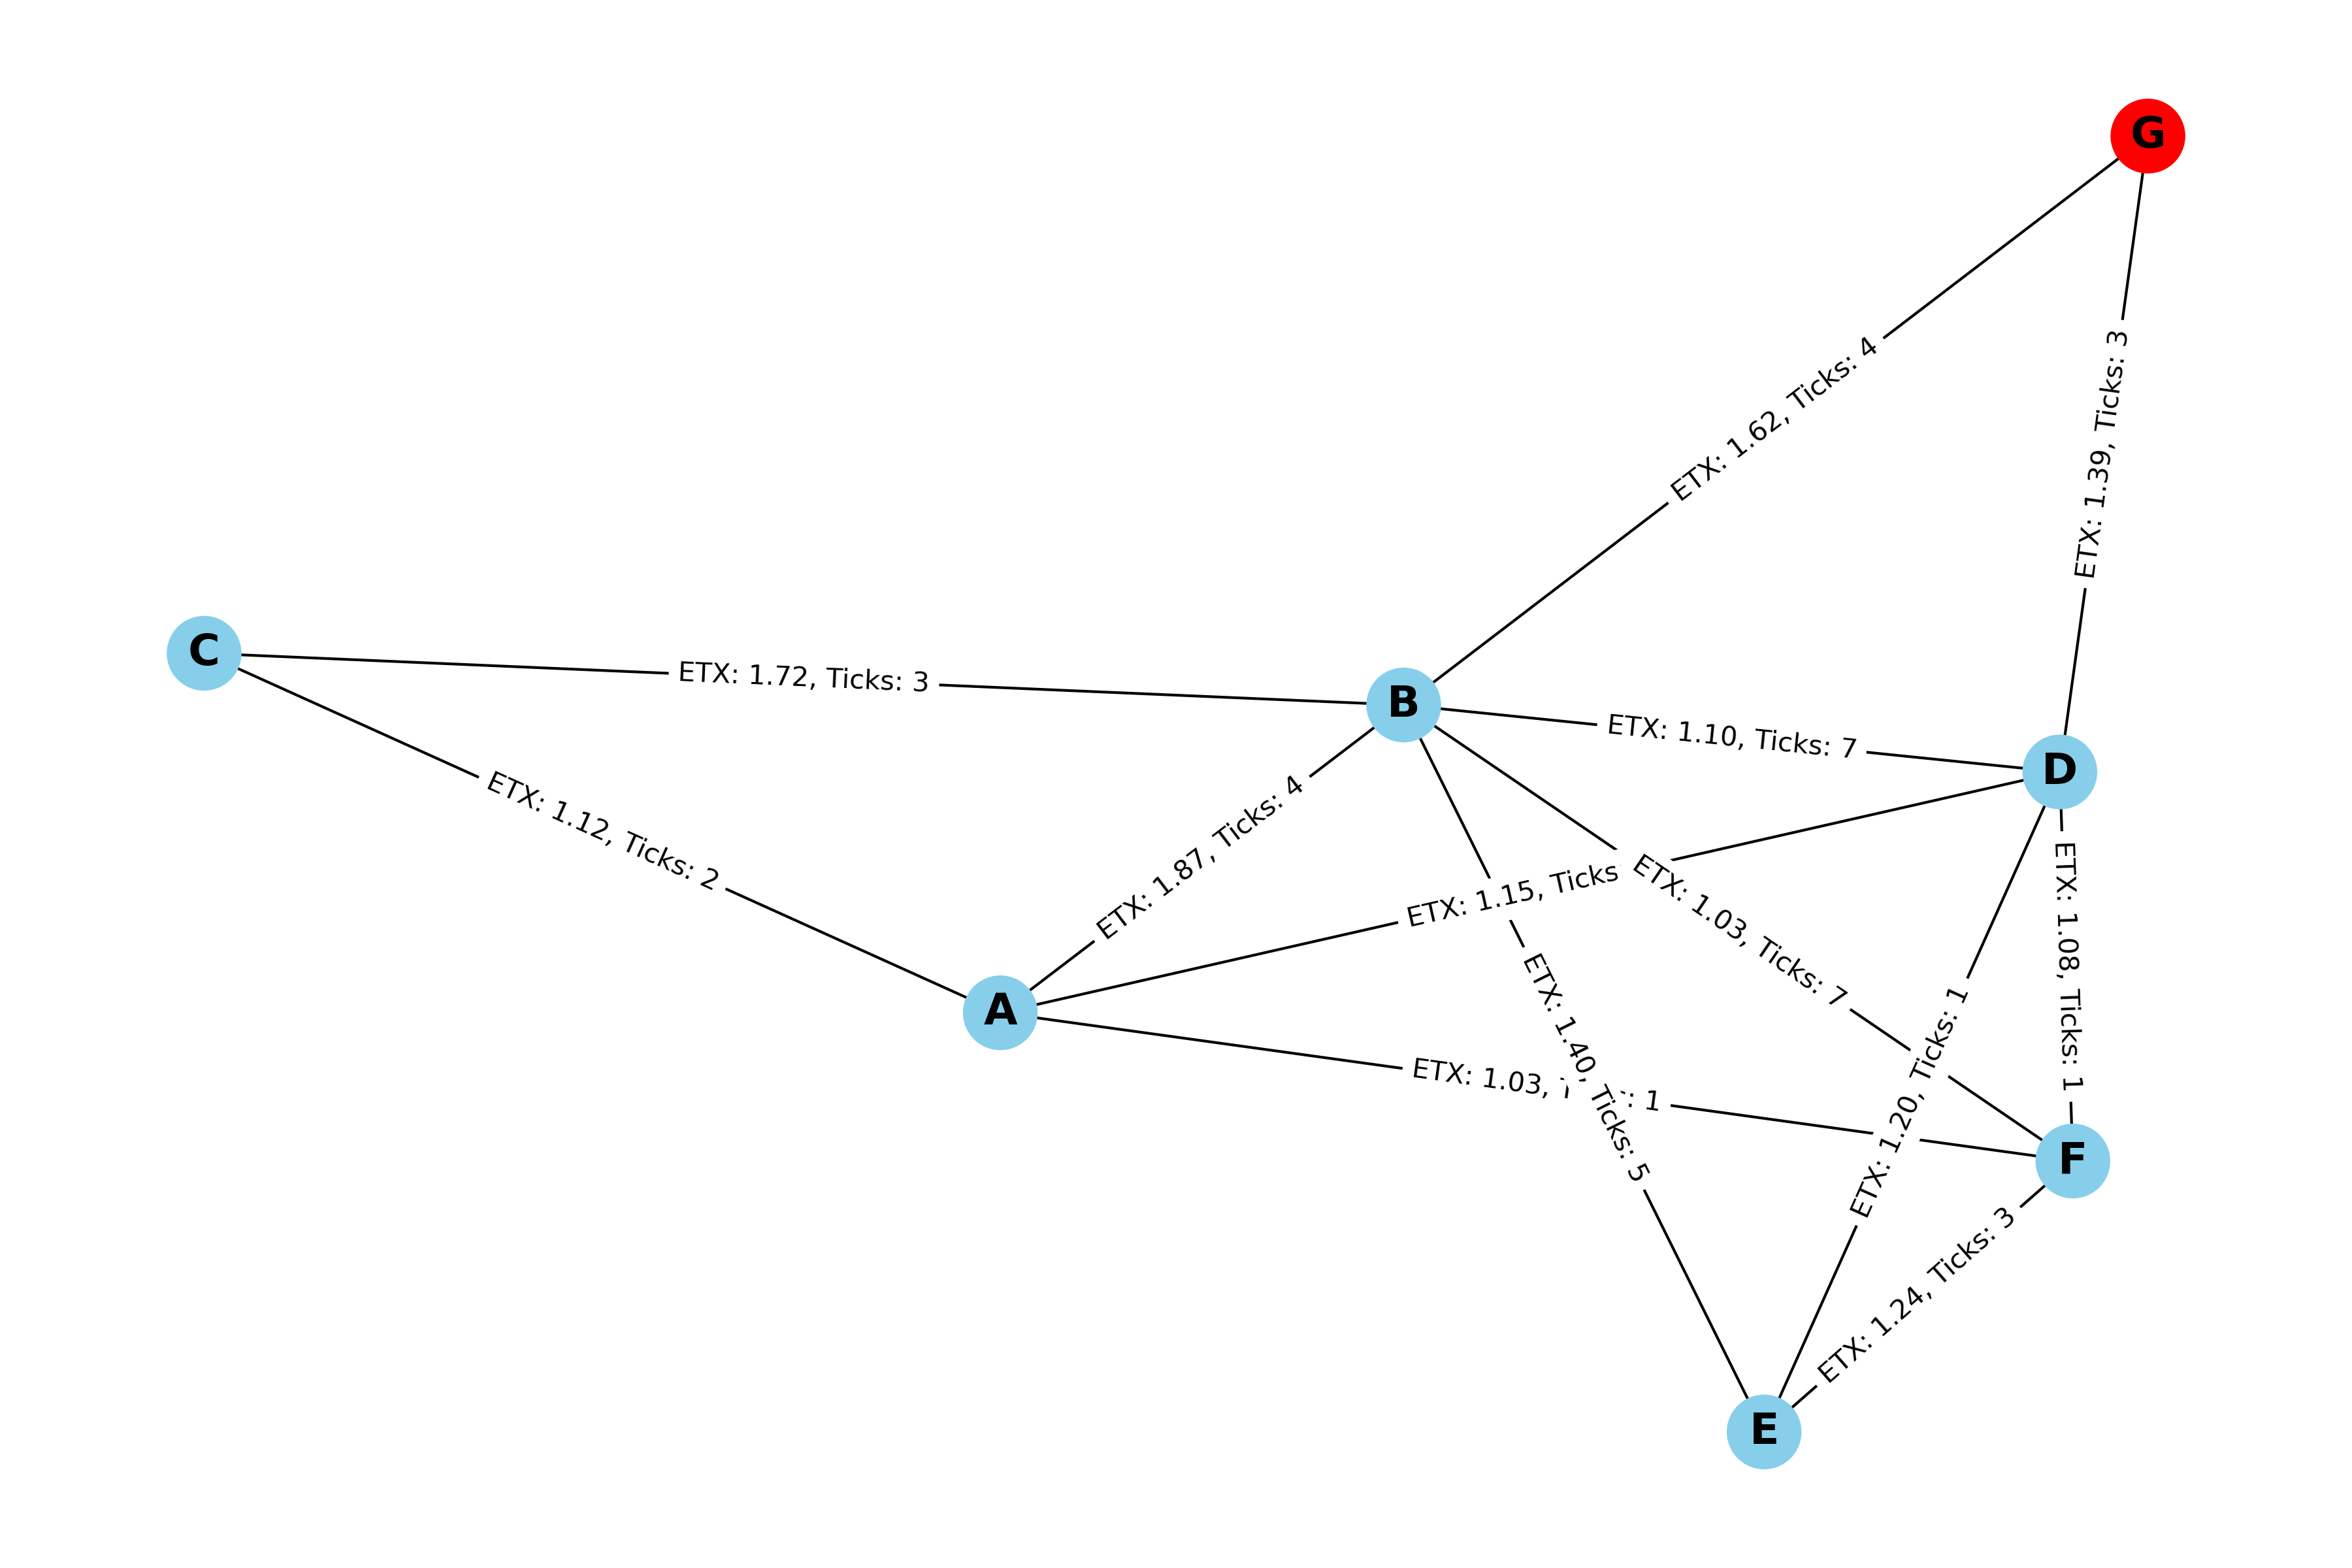 G
ETX: 1.62, Ticks: 4
ETX: 1.39, Ticks: 3
C
ETX: 1.72, Ticks: 3
B
ETX: 1.10, Ticks: 7
D
ETX: 1.12, Ticks: 2
ETX: 1.87, Ticks: 4
ETX: 1.15, Ticks
ETX: 1.03, Ticks: 7
ETX: 1.08, Ticks: 1
A
ETX: 1.40, Ticks: 5
ETX: 1.03, : 1
ETX: 1.20, Ticks: 1
F
ETX: 1.24, Ticks: 3
E